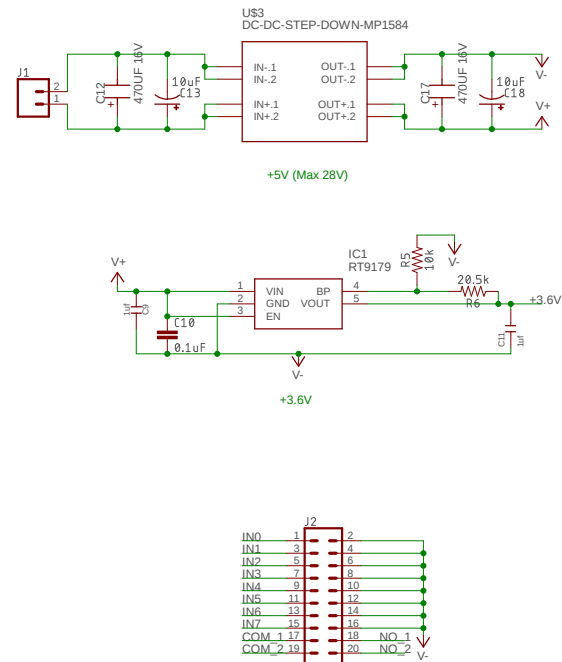 U$3
DC-DC-STEP-DOWN-MP1584
J1
2
1
C12
470UF 16V
10uF
C13
IN-.1
IN-.2
IN+.1
IN+.2
OUT-.1
OUT-.2
OUT+.1
OUT+.2
C17
470UF 16V
10uF
C18
V-
V+
+5V (Max 28V)
IC1
RT9179
V+
1uf
C9
C10
0.1uF
1 VIN
2 GND
3 EN
BP 4
VOUT 5
R5
10k
V-
20.5k
R6
+3.6V
C11
1uf
V-
+3.6V
J2
IN0 1 2
IN1 3 4
IN2 5 6
IN3 7 8
IN4 9 10
IN5 11 12
IN6 13 14
IN7 15 16
COM_1 17 18 NO_1
COM_2 19 20 NO_2
V-